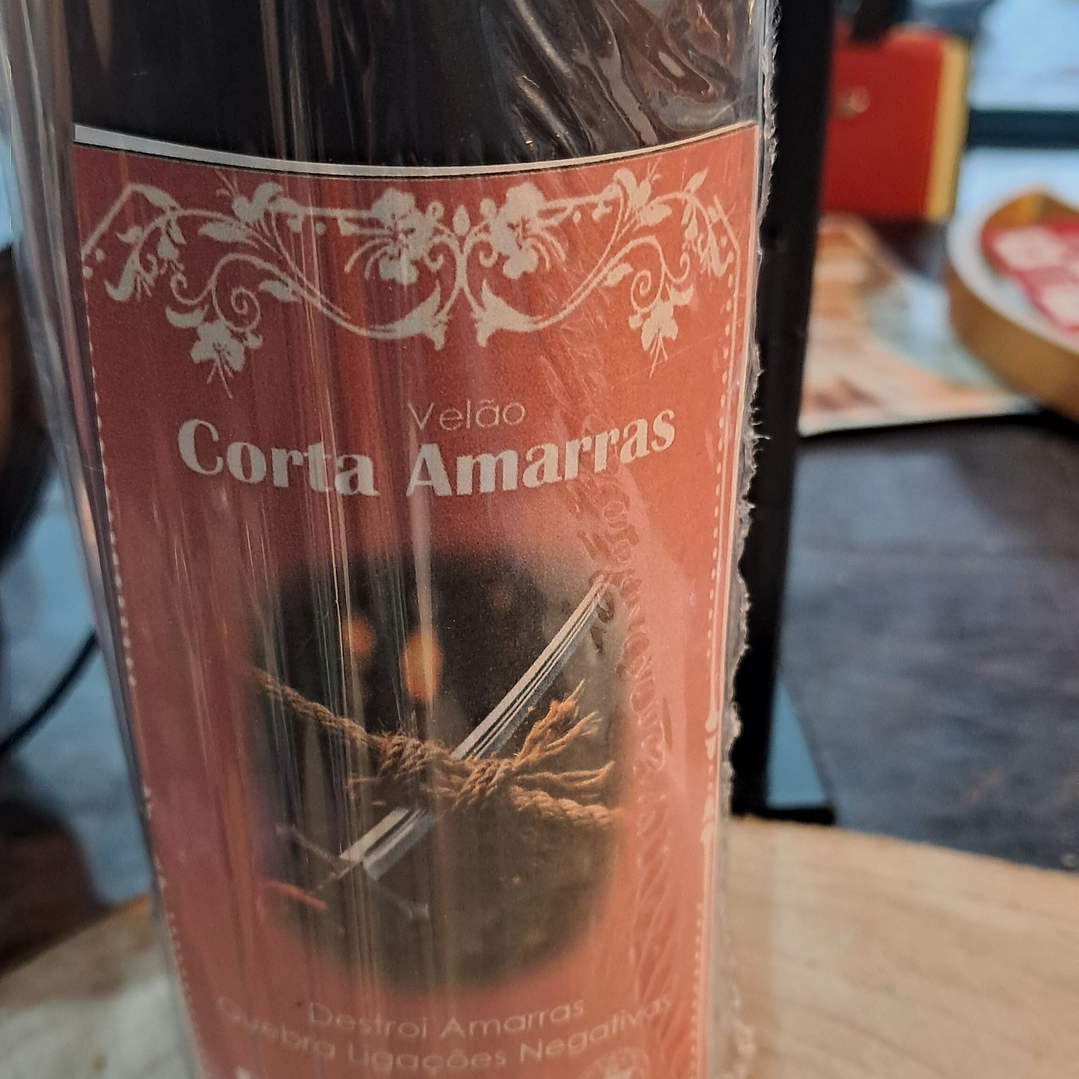 Velão
Corta Amarras
Destroi Amarras
Quebra Ligações Negativas